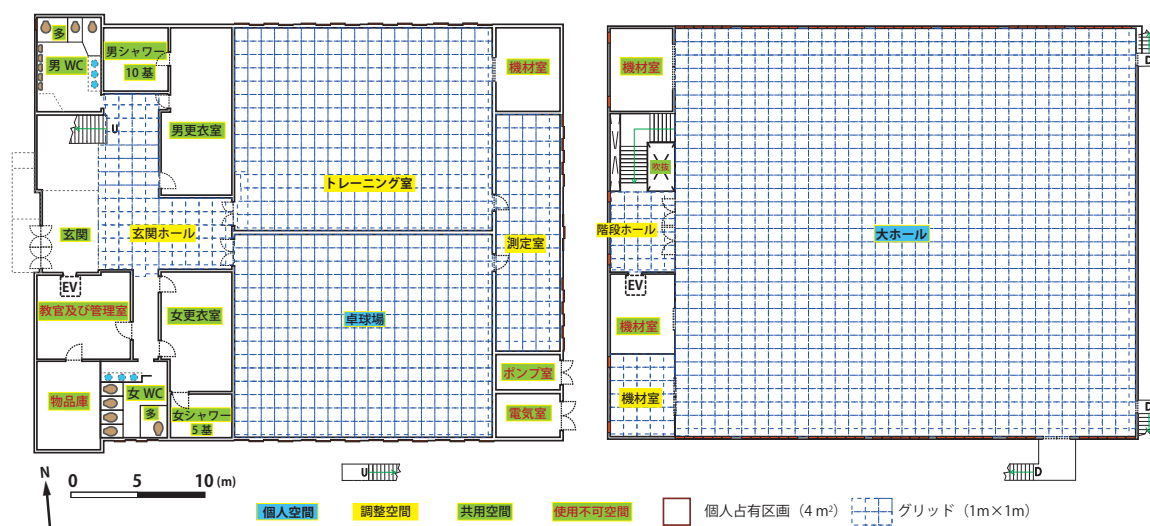 多
男 WC
男シャワー
10 基
機材室
男更衣室
U
トレーニング室
玄関
玄関ホール
測定室
EV
教官及び管理室
女更衣室
卓球場
物品庫
女 WC
多
女シャワー
5 基
ポンプ室
電気室
U
機材室
D
吹抜
階段ホール
大ホール
EV
機材室
機材室
D
D
N
0 5 10 (m)
個人空間 調整空間 共用空間 使用不可空間 個人占有区画（4 m²） グリッド（1m×1m）